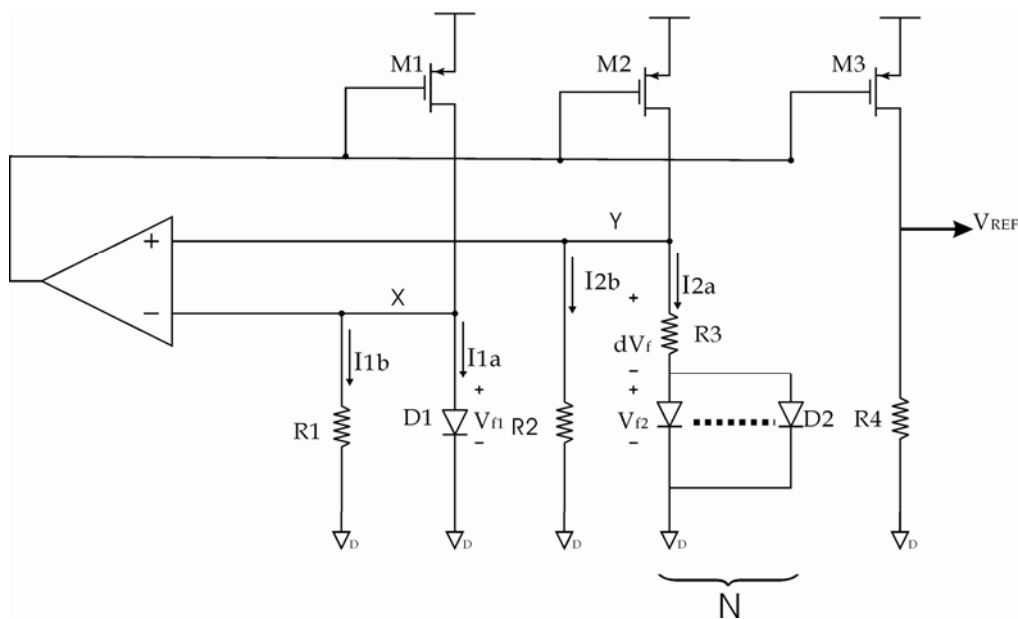 M1
M2
M3
+
Y
VREF
I2b
+
I2a
−
X
dVf
R3
I1b
I1a
−
+
+
R1
D1
Vf1
R2
Vf2
D2
R4
−
−
D
D
D
D
D
N